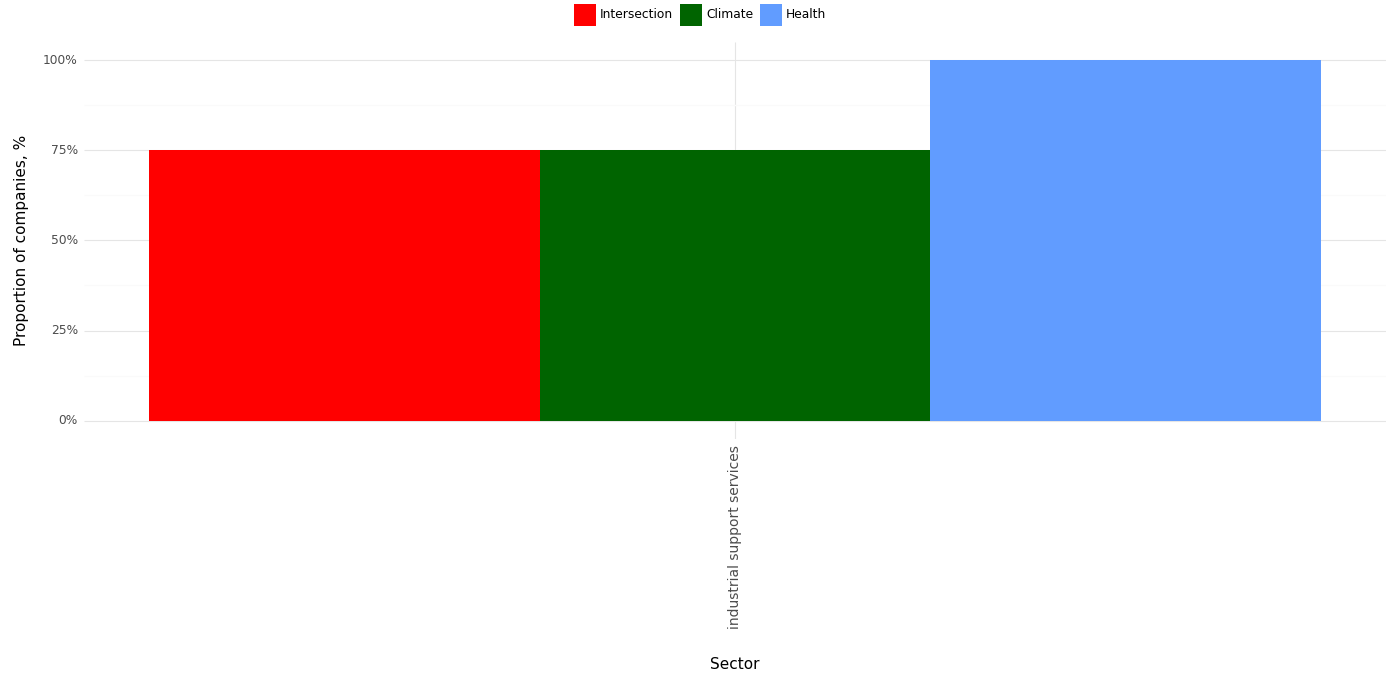 Intersection Climate Health
Proportion of companies, %
100%
75%
50%
25%
0%
industrial support services
Sector